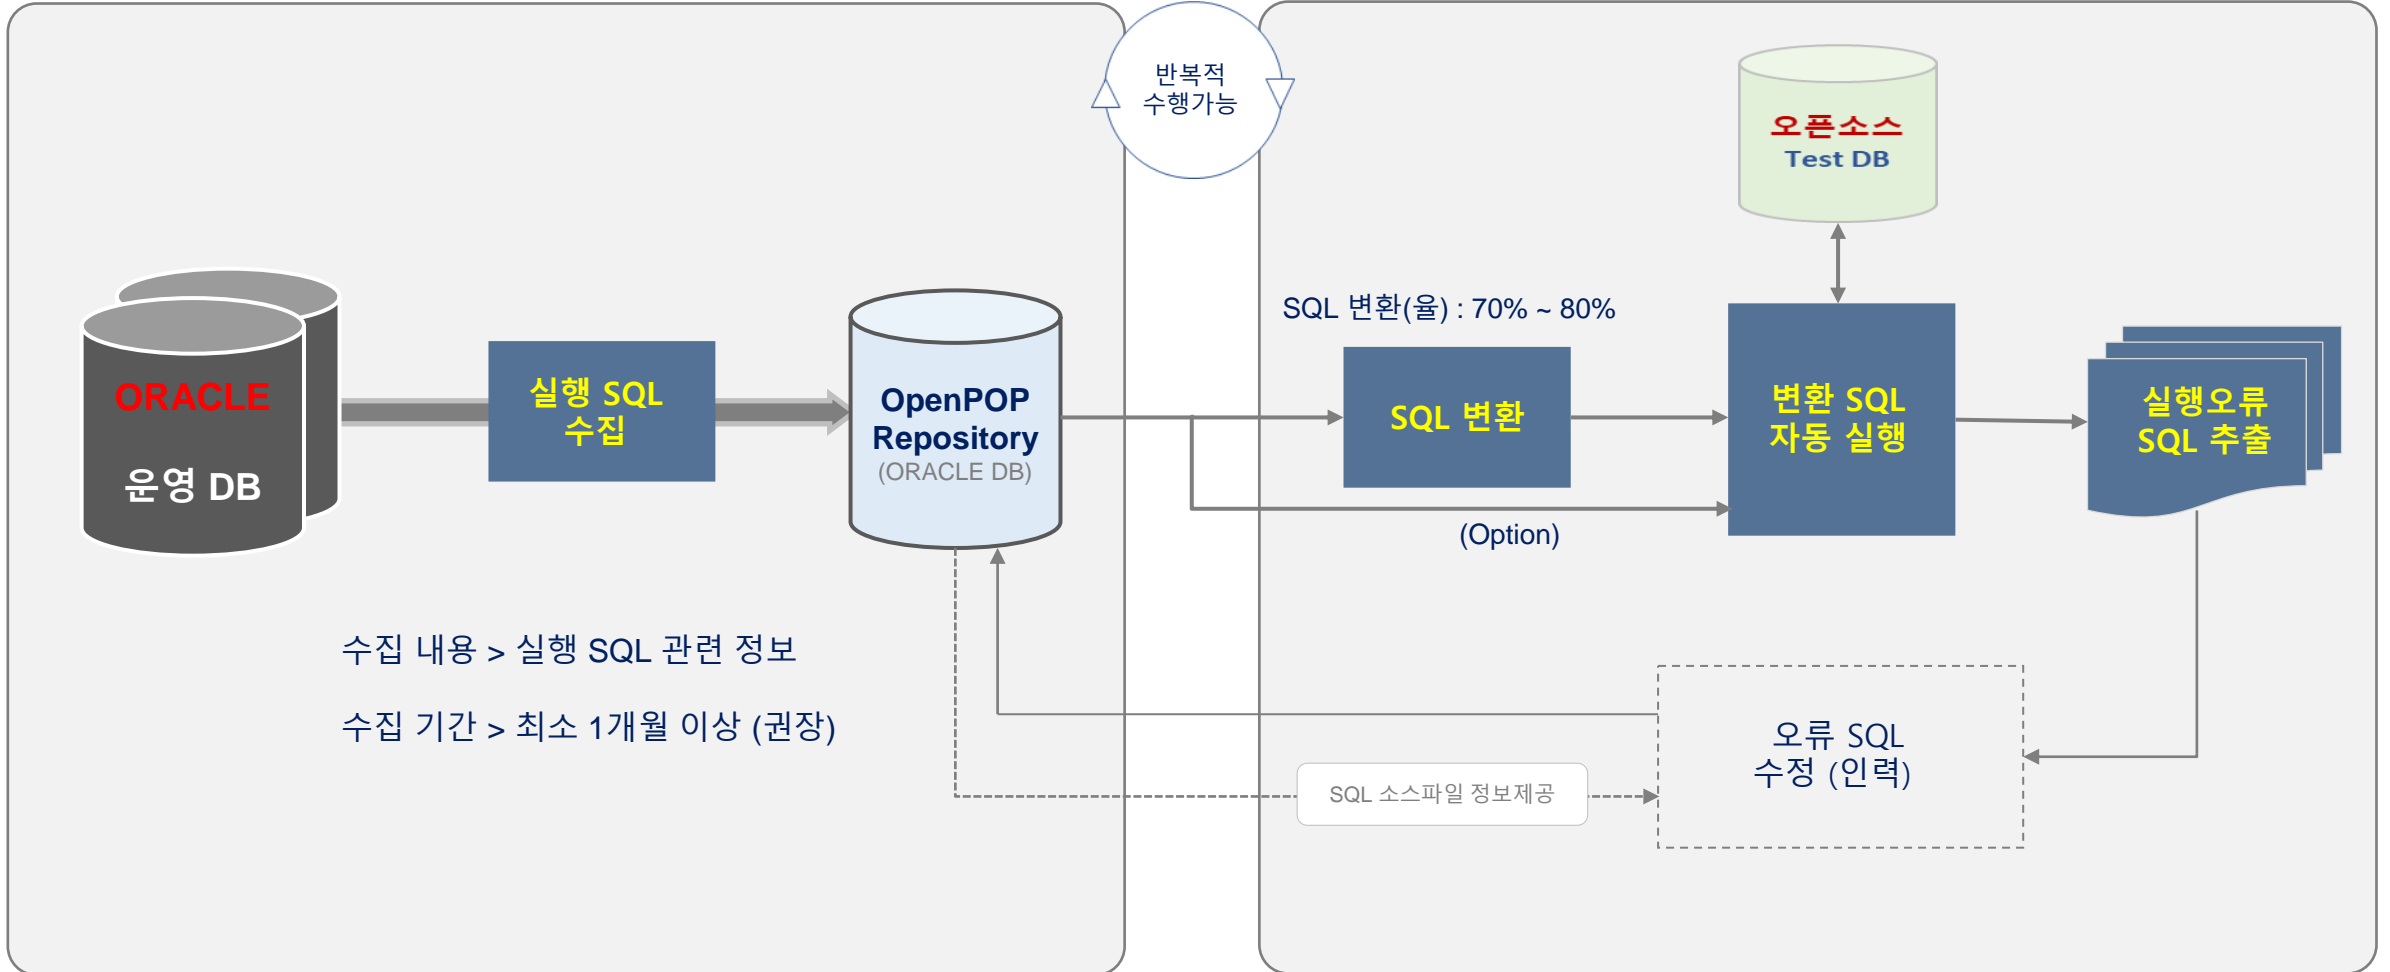 반복적
수행가능
ORACLE
운영 DB
실행 SQL
수집
OpenPOP
Repository
(ORACLE DB)
수집 내용 > 실행 SQL 관련 정보
수집 기간 > 최소 1개월 이상 (권장)
오픈소스
Test DB
SQL 변환(율) : 70% ~ 80%
SQL 변환
변환 SQL
자동 실행
실행오류
SQL 추출
(Option)
오류 SQL
수정 (인력)
SQL 소스파일 정보제공